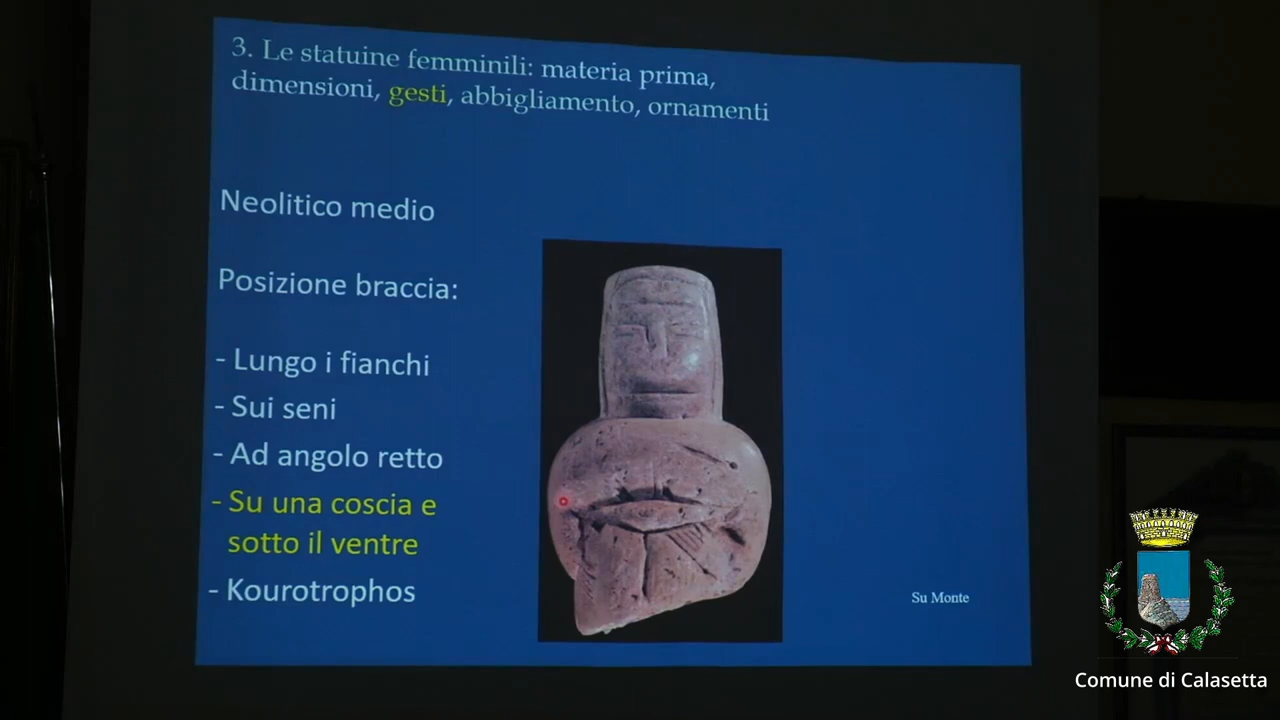 3. Le statuine femminili: materia prima,
dimensioni, gesti, abbigliamento, ornamenti
Neolitico medio
Posizione braccia:
- Lungo i fianchi
- Sui seni
- Ad angolo retto
- Su una coscia e
sotto il ventre
- Kourotrophos
Su Monte
Comune di Calasetta